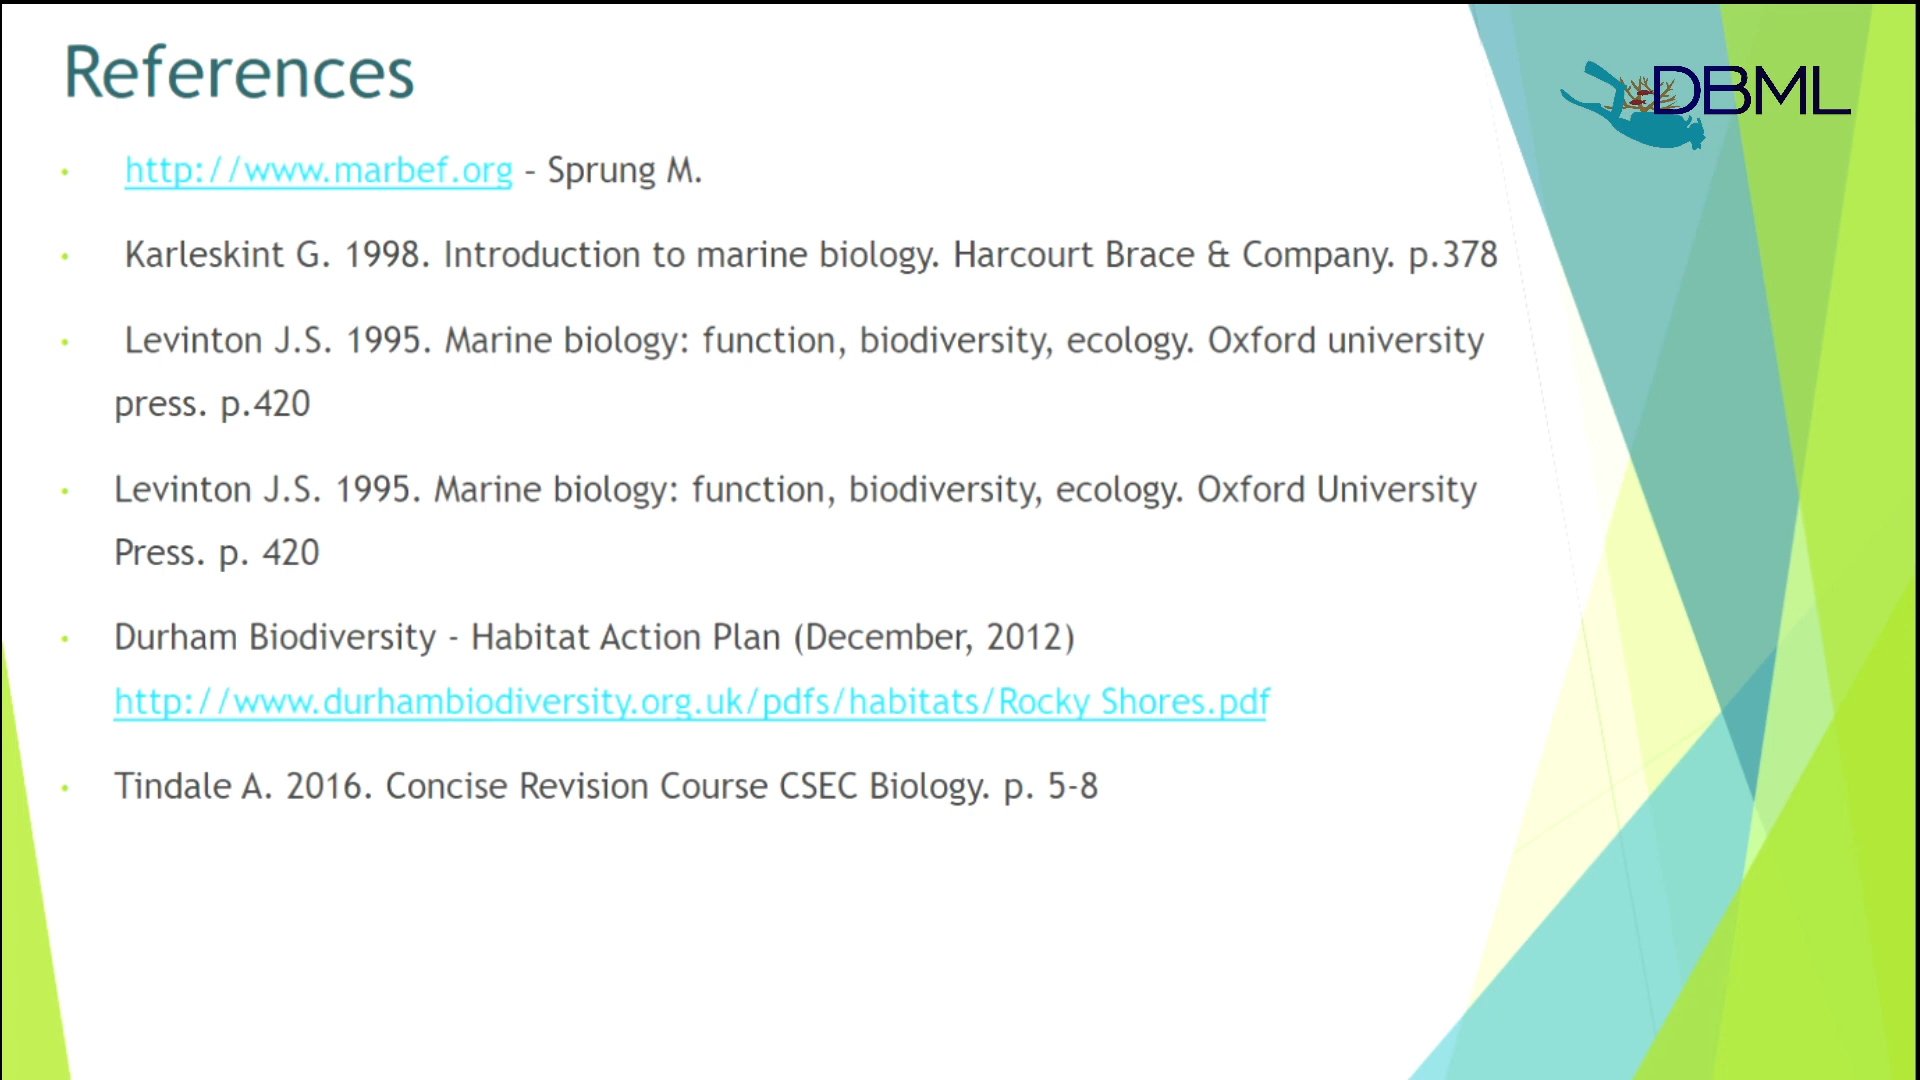 References
DBML
· http://www.marbef.org – Sprung M.
· Karleskint G. 1998. Introduction to marine biology. Harcourt Brace & Company. p.378
· Levinton J.S. 1995. Marine biology: function, biodiversity, ecology. Oxford university
press. p.420
· Levinton J.S. 1995. Marine biology: function, biodiversity, ecology. Oxford University
Press. p. 420
· Durham Biodiversity - Habitat Action Plan (December, 2012)
http://www.durhambiodiversity.org.uk/pdfs/habitats/Rocky Shores.pdf
· Tindale A. 2016. Concise Revision Course CSEC Biology. p. 5-8